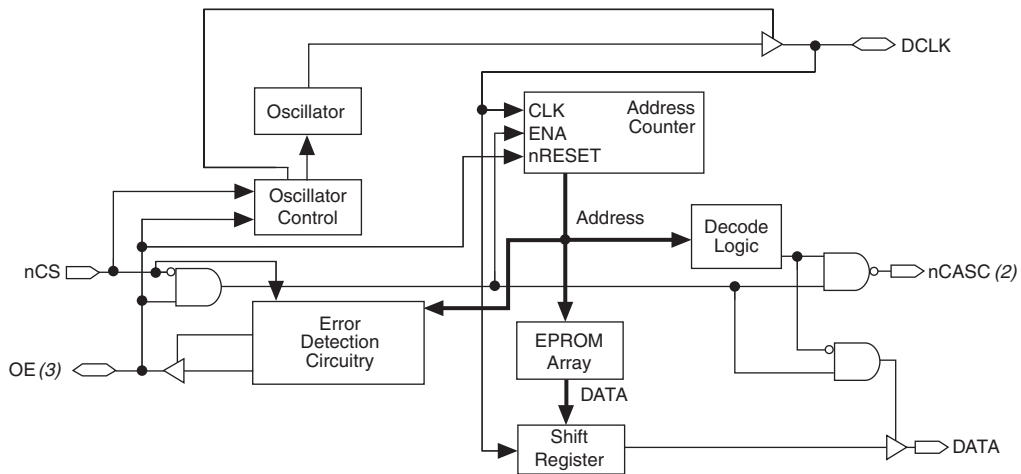 DCLK
CLK
ENA
nRESET
Address
Counter
Oscillator
Oscillator
Control
Address
Decode
Logic
nCS
nCASC (2)
Error
Detection
Circuitry
EPROM
Array
OE (3)
DATA
Shift
Register
DATA